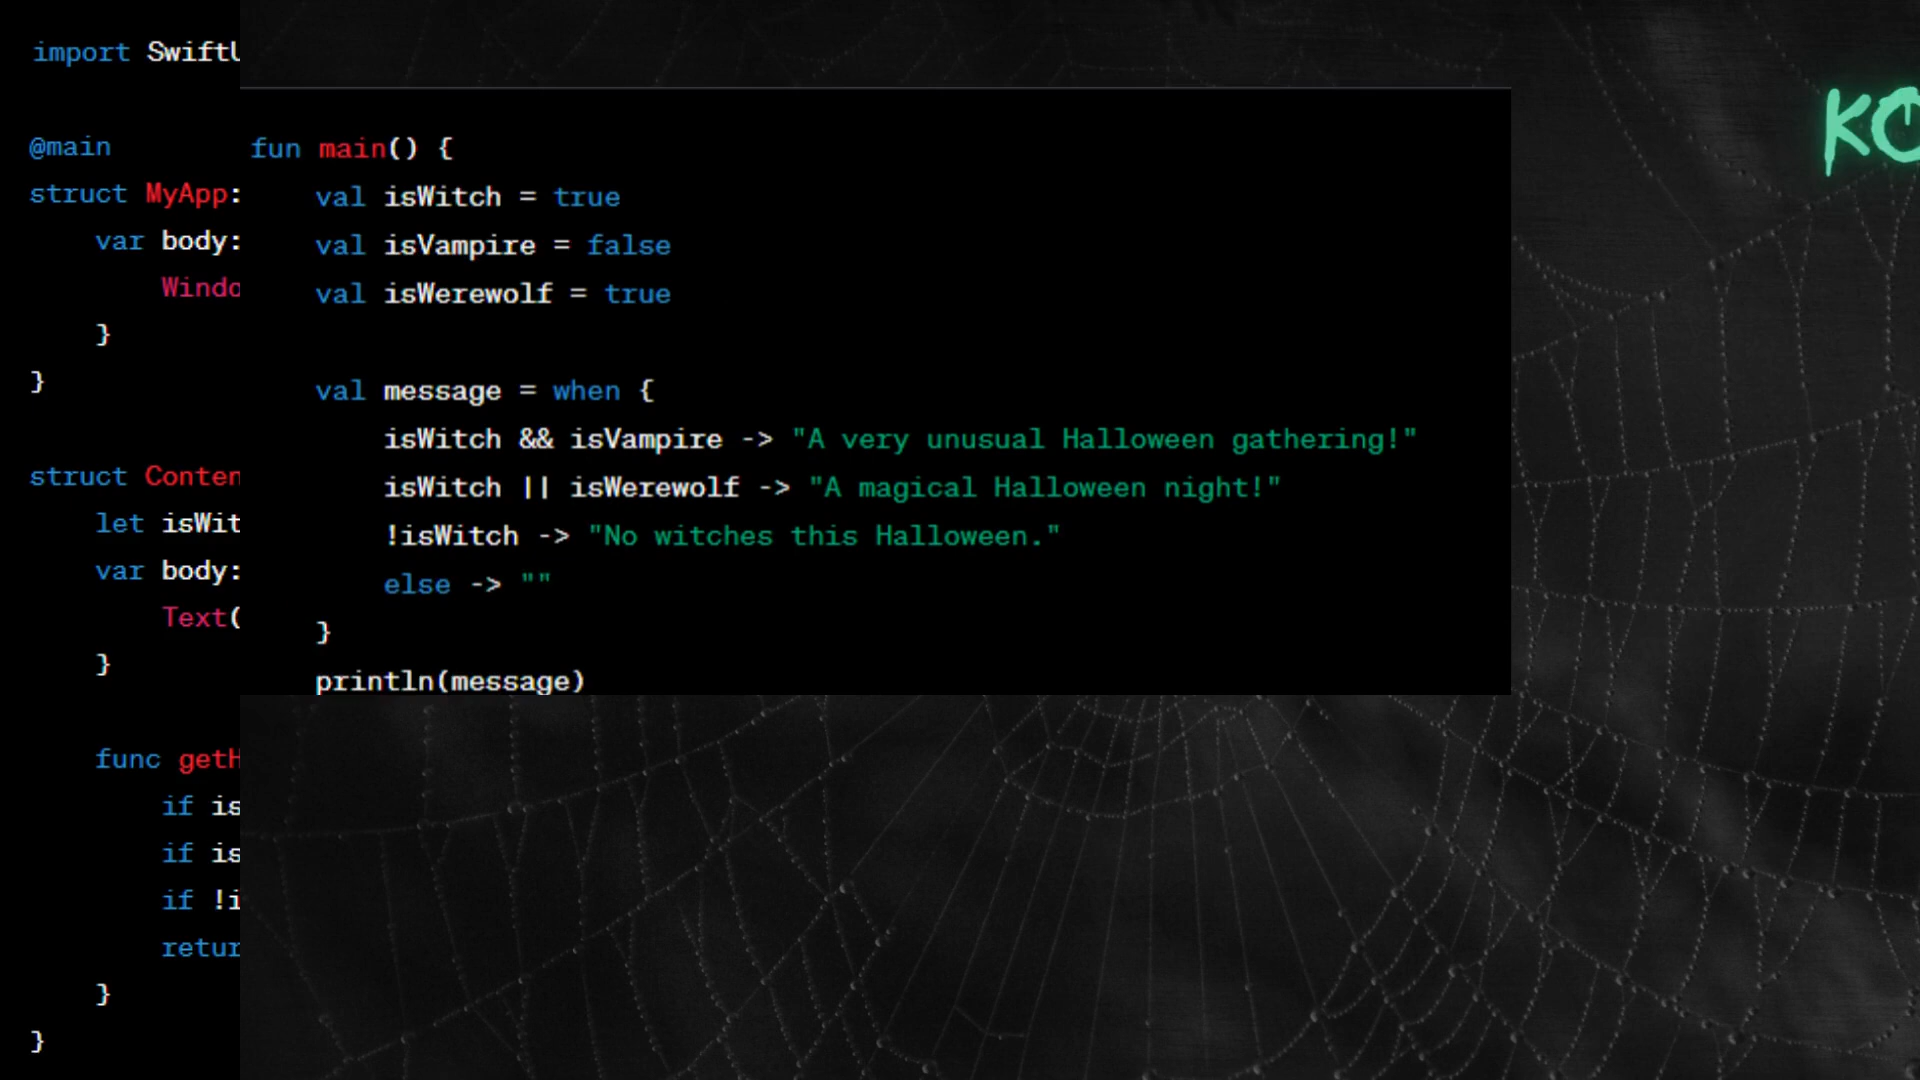 import SwiftU
@main
struct MyApp:
var body:
Windo
}
}
struct Conten
let isWit
var body:
Text(
}
func getH
if is
if is
if !i
retur
}
}
fun main() {
val isWitch = true
val isVampire = false
val isWerewolf = true
val message = when {
isWitch && isVampire -> "A very unusual Halloween gathering!"
isWitch || isWerewolf -> "A magical Halloween night!"
!isWitch -> "No witches this Halloween."
else -> ""
}
println(message)
KO